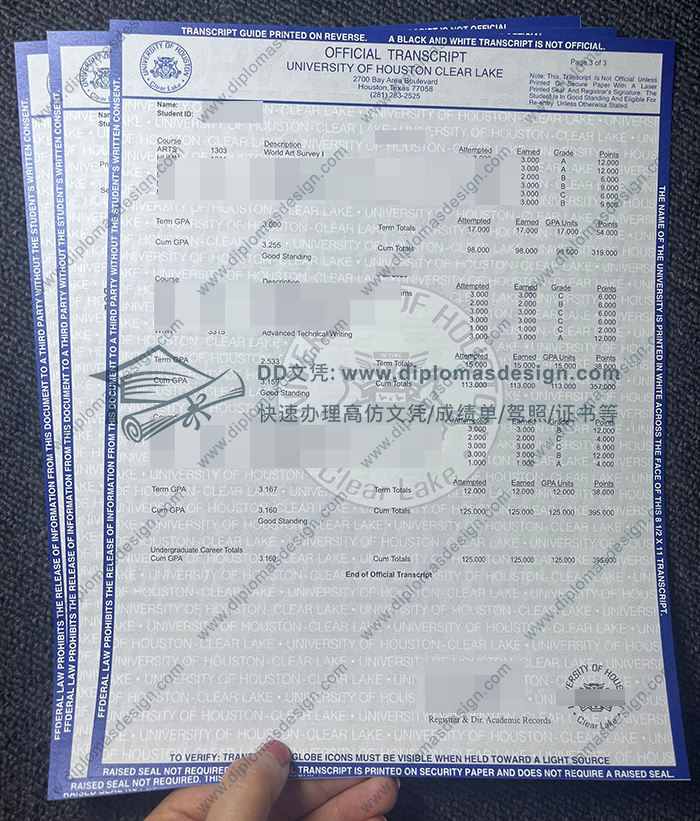 TRANSCRIPT GUIDE PRINTED ON REVERSE. A BLACK AND WHITE TRANSCRIPT IS NOT OFFICIAL.
UNIVERSITY OF HOUSTON
Clear Lake
OFFICIAL TRANSCRIPT
UNIVERSITY OF HOUSTON CLEAR LAKE
2700 Bay Area Boulevard
Houston, Texas 77058
(281) 283-2525
Page 3 of 3
Note: This Transcript Is Not Official Unless
Printed On Secure Paper With A Laser
Printed Seal And Registrar's Signature. The
Student Is In Good Standing And Eligible For
Re-entry Unless Otherwise Stated.
Name:
Student ID:
Course Description Attempted Earned Grade Points
ARTS 1303 World Art Survey I 3.000 A 12.000
3.000 A 12.000
2.000 B 6.000
3.000 B 9.000
3.000 B 6.000
3.000 B 9.000
Attempted Earned GPA Units Points
Term GPA 3.000 Term Totals 17.000 17.000 17.000 54.000
Cum GPA 3.255 Cum Totals 98.000 98.000 98.000 319.000
Good Standing
Course Description Attempted Earned Grade Points
3.000 3.000 C 6.000
3.000 3.000 C 6.000
3.000 3.000 C 6.000
1.000 1.000 C 2.000
3315 Advanced Technical Writing 3.000 3.000 A 12.000
Attempted Earned GPA Units Points
Term GPA 2.533 Term Totals 15.000 15.000 15.000
Cum GPA 3.159 Cum Totals 113.000 113.000 113.000 357.000
Good Standing
DD文凭: www.diplomasdesign.com
快速办理高仿文凭/成绩单/驾照/证书等
Course Attempted Earned Grade Points
3.000 3.000 B 12.000
2.000 2.000 C 4.000
3.000 3.000 C 6.000
3.000 3.000 B 12.000
1.000 1.000 A 4.000
Attempted Earned GPA Units Points
Term GPA 3.167 Term Totals 12.000 12.000 12.000 38.000
Cum GPA 3.160 Cum Totals 125.000 125.000 125.000 395.000
Good Standing
Undergraduate Career Totals
Cum GPA 3.160 Cum Totals 125.000 125.000 125.000 395.000
End of Official Transcript
Registrar & Dir. Academic Records
Clear Lake
TO VERIFY: GLOBE ICONS MUST BE VISIBLE WHEN HELD TOWARD A LIGHT SOURCE
RAISED SEAL NOT REQUIRED. TRANSCRIPT IS PRINTED ON SECURITY PAPER AND DOES NOT REQUIRE A RAISED SEAL.
FEDERAL LAW PROHIBITS THE RELEASE OF INFORMATION FROM THIS DOCUMENT TO A THIRD PARTY WITHOUT THE STUDENT'S WRITTEN CONSENT.
THE NAME OF THE UNIVERSITY IS PRINTED IN WHITE ACROSS THE FACE OF THIS 8 1/2 X 11 TRANSCRIPT.
www.diplomasdesign.com